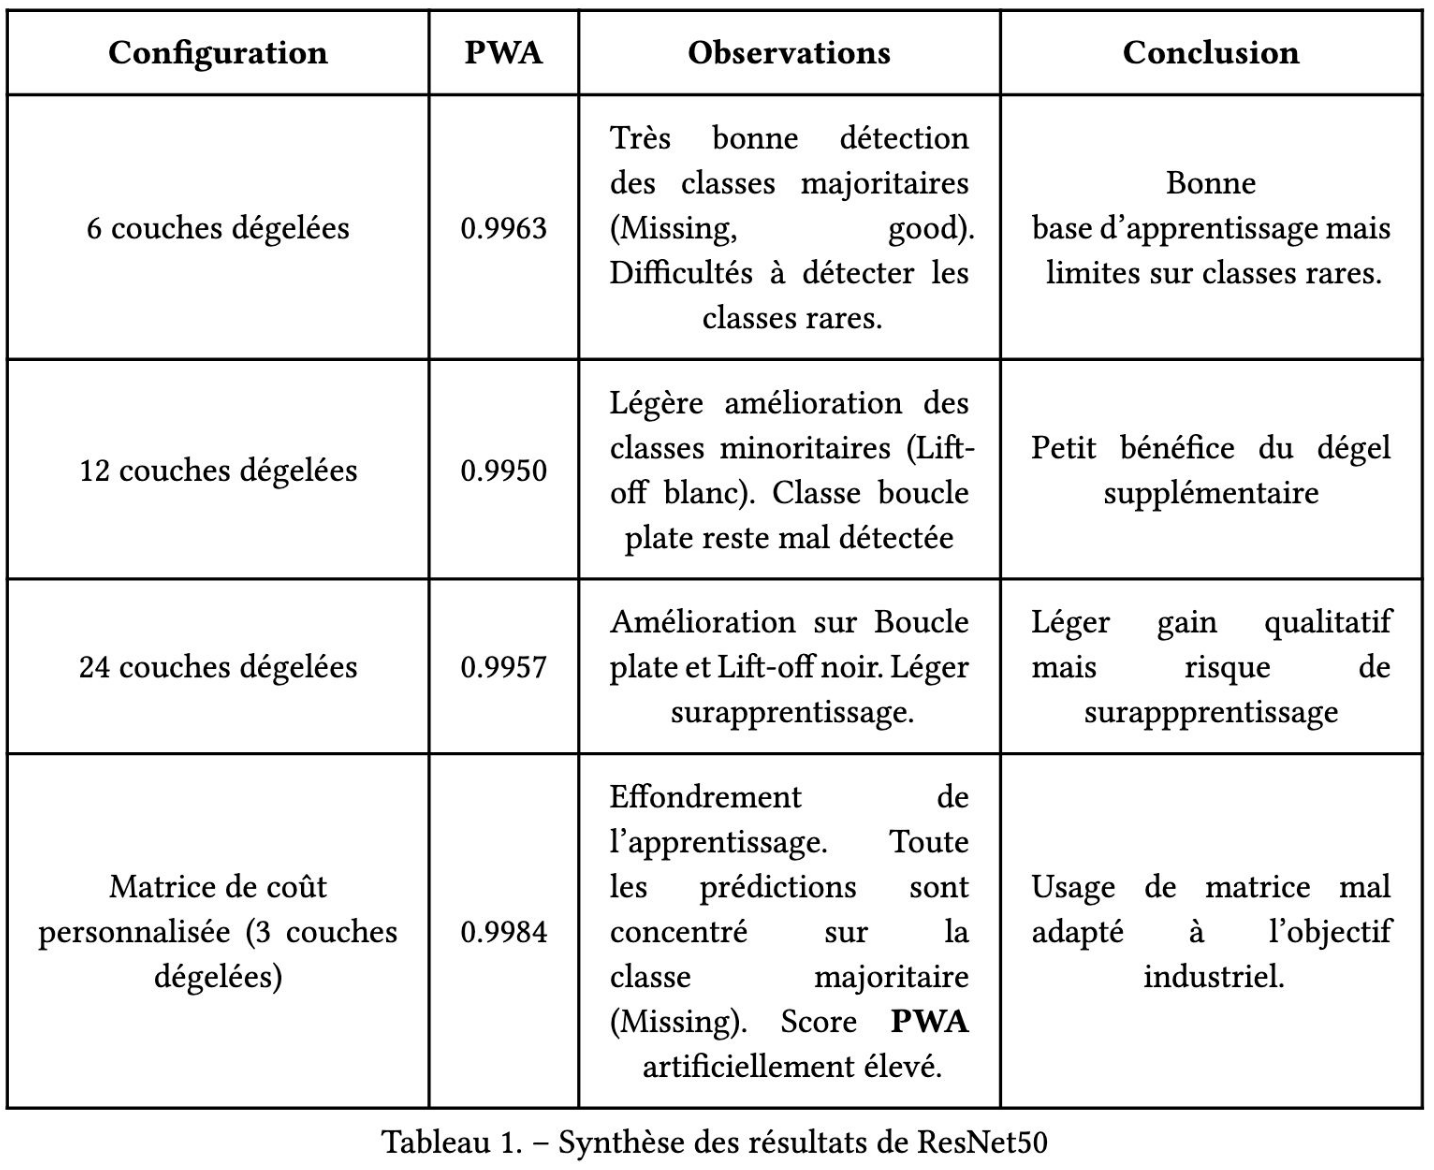 Configuration
PWA
Observations
Conclusion
6 couches dégelées
0.9963
Très bonne détection
des classes majoritaires
(Missing, good).
Difficultés à détecter les
classes rares.
Bonne
base d’apprentissage mais
limites sur classes rares.
12 couches dégelées
0.9950
Légère amélioration des
classes minoritaires (Lift-
off blanc). Classe boucle
plate reste mal détectée
Petit bénéfice du dégel
supplémentaire
24 couches dégelées
0.9957
Amélioration sur Boucle
plate et Lift-off noir. Léger
surapprentissage.
Léger gain qualitatif
mais risque de
surappprentissage
Matrice de coût
personnalisée (3 couches
dégelées)
0.9984
Effondrement de
l’apprentissage. Toute
les prédictions sont
concentré sur la
classe majoritaire
(Missing). Score PWA
artificiellement élevé.
Usage de matrice mal
adapté à l’objectif
industriel.
Tableau 1. – Synthèse des résultats de ResNet50